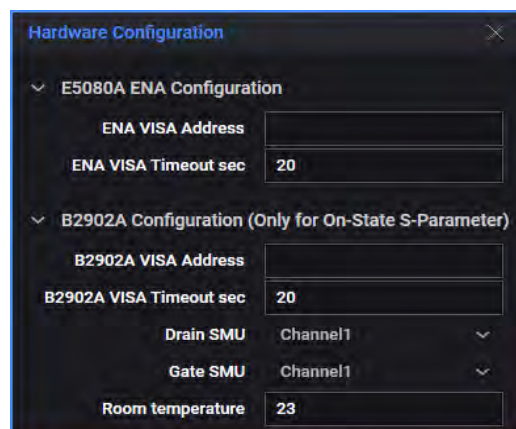 Hardware Configuration
E5080A ENA Configuration
ENA VISA Address
ENA VISA Timeout sec 20
B2902A Configuration (Only for On-State S-Parameter)
B2902A VISA Address
B2902A VISA Timeout sec 20
Drain SMU Channel1
Gate SMU Channel1
Room temperature 23